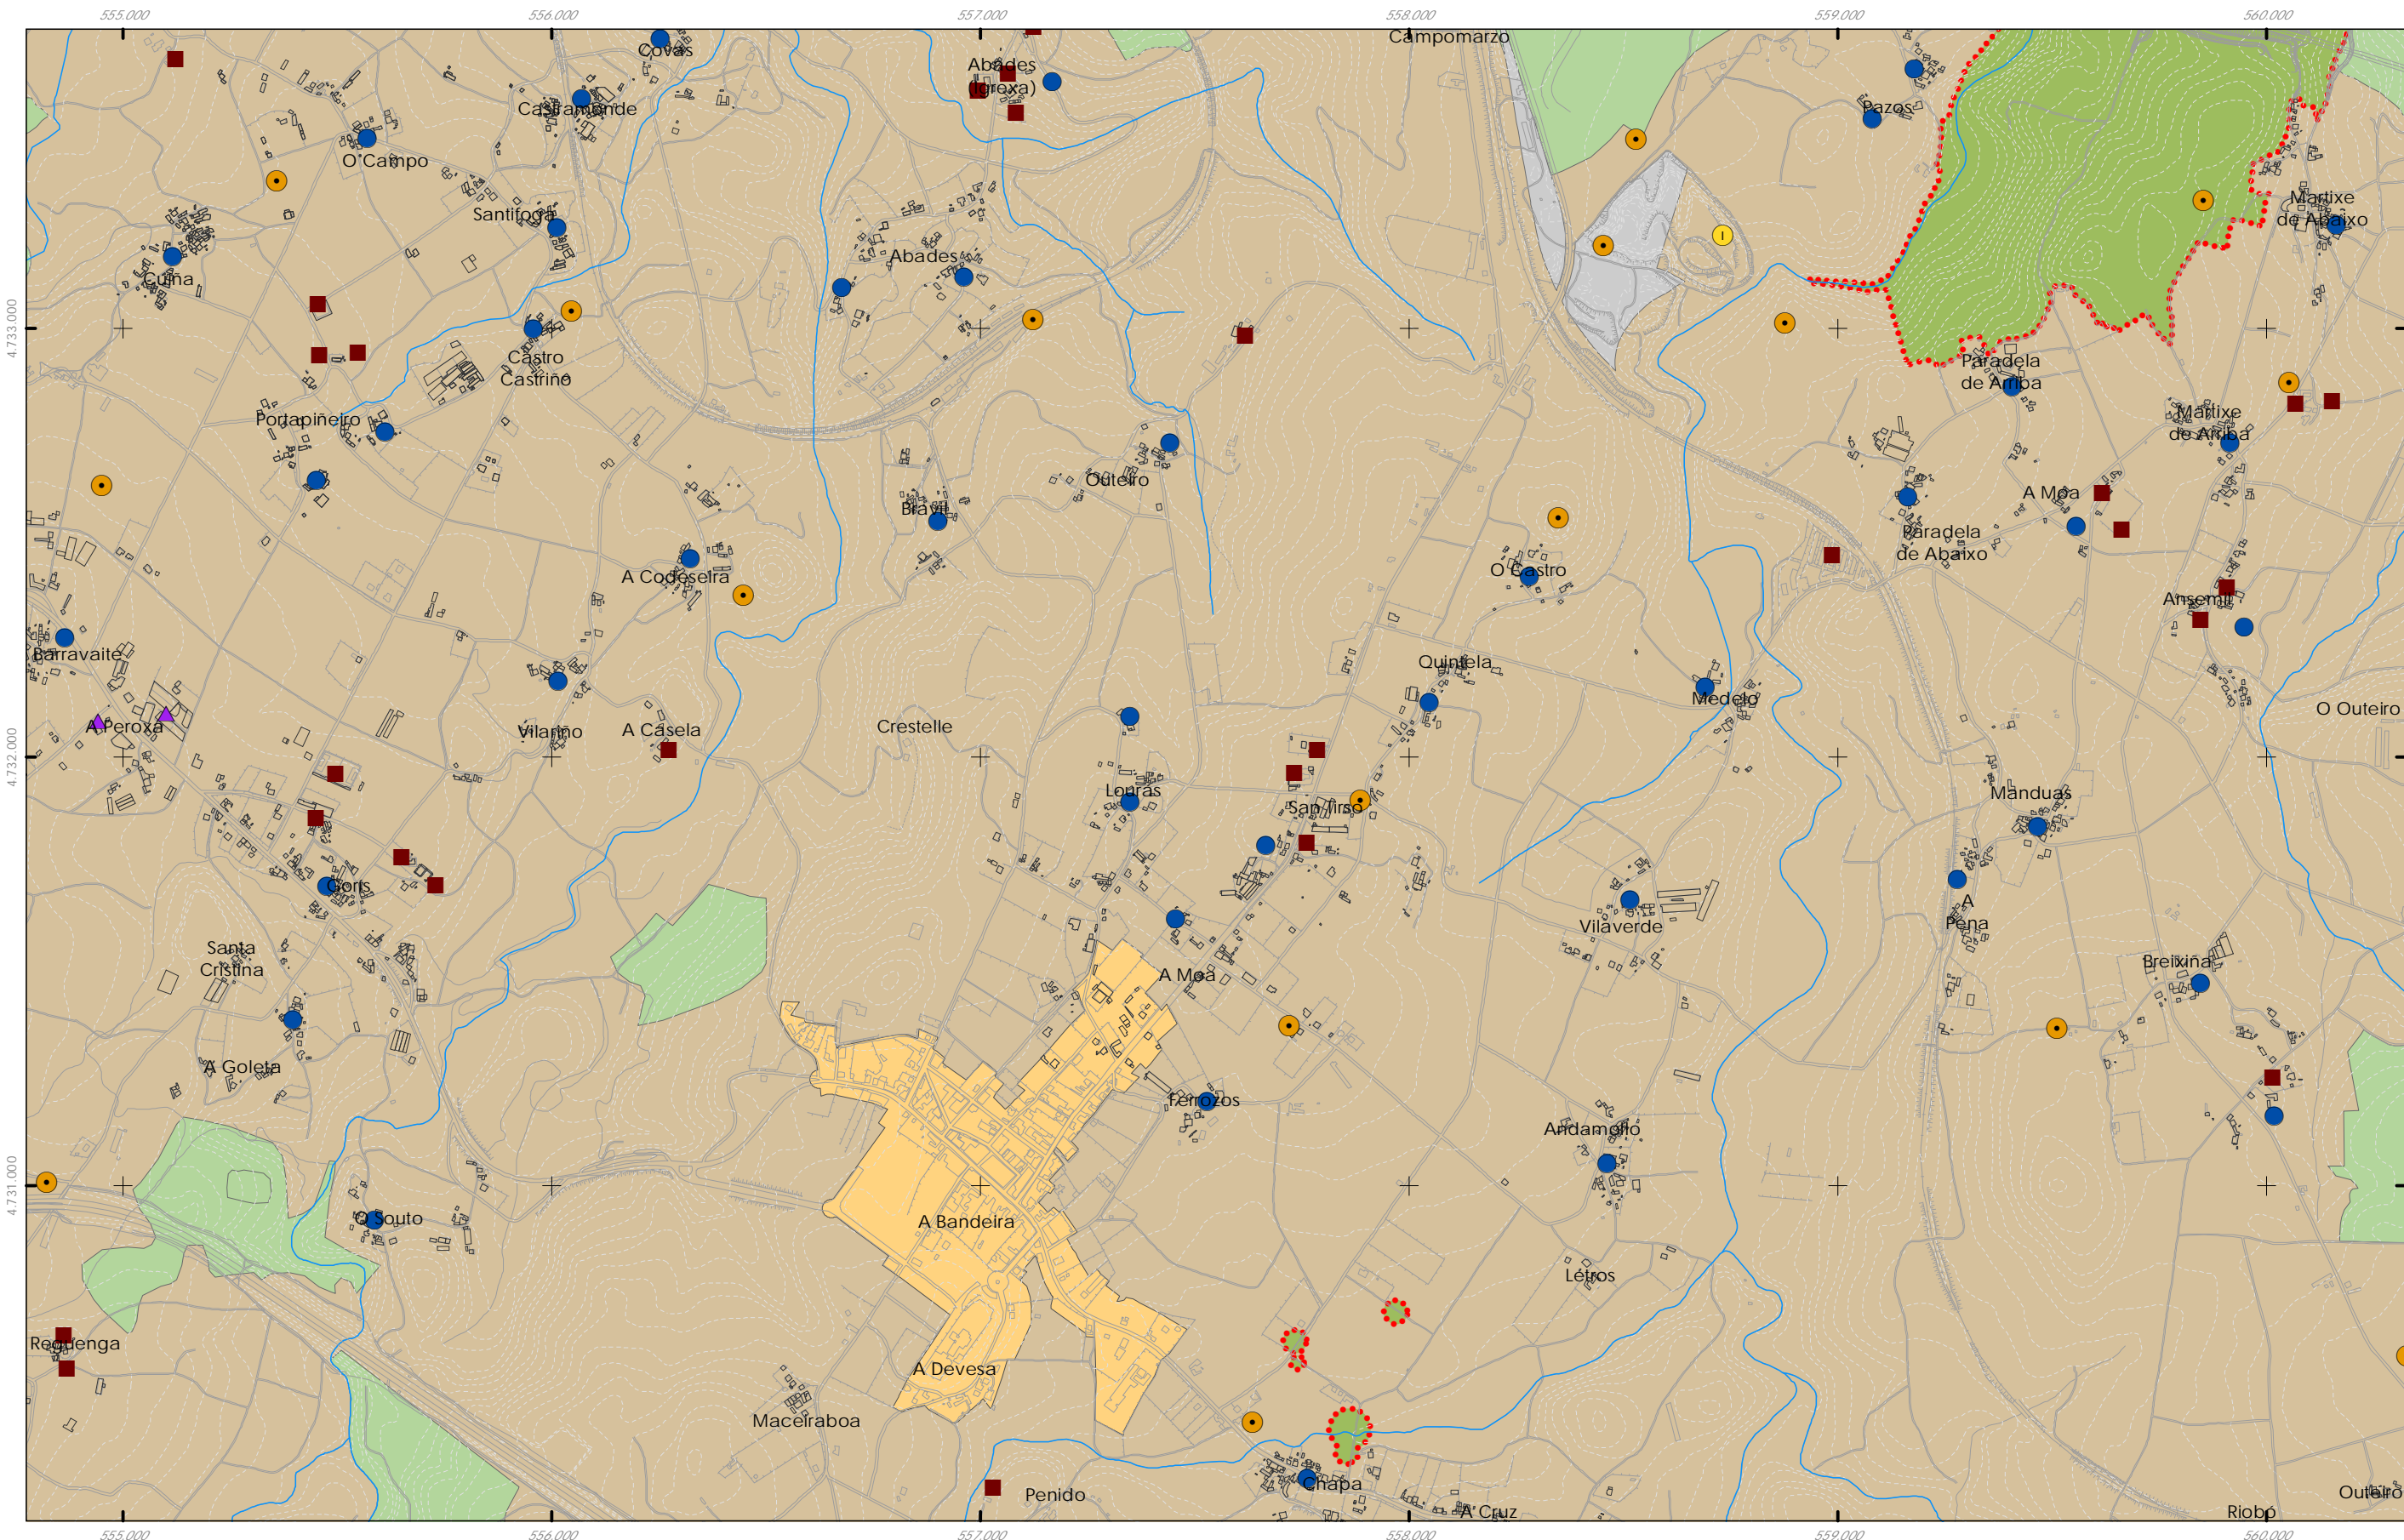 555.000 556.000 557.000 558.000 559.000 560.000
Campomarzo
Covas
Abades
(Igrexa)
Castramonde
Pazos
O Campo
Martixe
de Abaixo
Santifoga
I
Abades
Cuiña
4.733.000
Castro
Castriño
Paradela
de Arriba
Portapiñeiro
Martixe
de Arriba
Outeiro
A Moa
Bravil
Paradela
de Abaixo
O Castro
A Codeseira
Ansemil
Barravaite
Quintela
Medelo
O Outeiro
A Peroxa
Vilariño
A Casela
Crestelle
4.732.000
Louras
Manduas
San Tirso
Goris
A
Pena
Vilaverde
Santa
Cristina
Breixiña
A Moa
A Goleta
Ferrozos
Andamollo
4.731.000
O Souto
A Bandeira
Létros
Reguenga
A Devesa
Maceiraboa
Chapa
Penido
A Cruz
Riobó
Outeiro
555.000 556.000 557.000 558.000 559.000 560.000